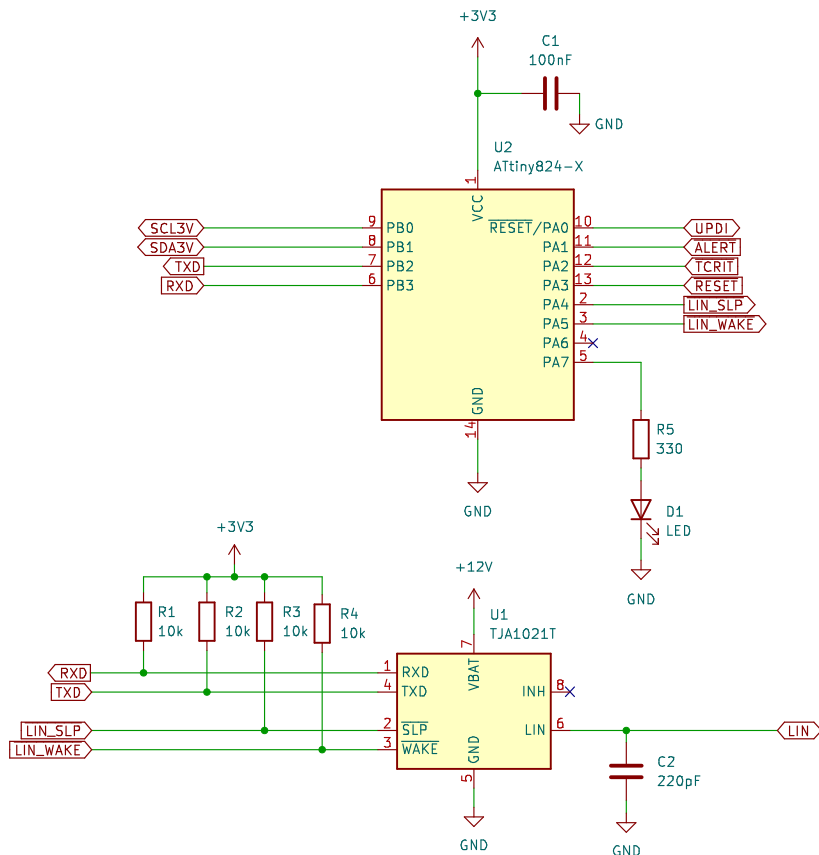 +3V3
C1
100nF
GND
U2
ATtiny824-X
1
VCC
SCL3V
9
PB0
RESET/PA0
10
UPDI
SDA3V
8
PB1
PA1
11
ALERT
TXD
7
PB2
PA2
12
TCRIT
RXD
6
PB3
PA3
13
RESET
PA4
2
LIN_SLP
PA5
3
LIN_WAKE
PA6
4
PA7
5
GND
14
GND
R5
330
D1
LED
GND
+3V3
R1
10k
R2
10k
R3
10k
R4
10k
+12V
U1
TJA1021T
7
VBAT
RXD
1
RXD
TXD
4
TXD
INH
8
LIN_SLP
2
SLP
LIN
6
LIN
LIN_WAKE
3
WAKE
GND
5
GND
C2
220pF
GND